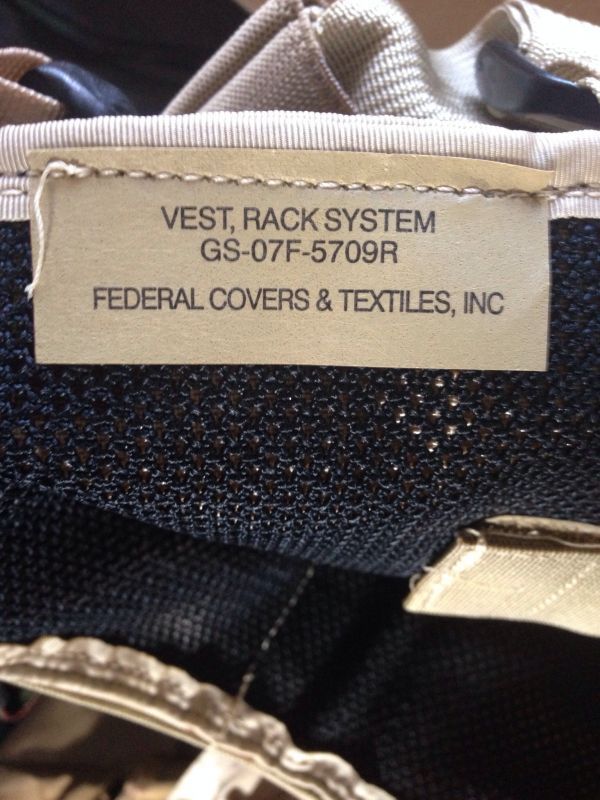 VEST, RACK SYSTEM
GS-07F-5709R
FEDERAL COVERS & TEXTILES, INC